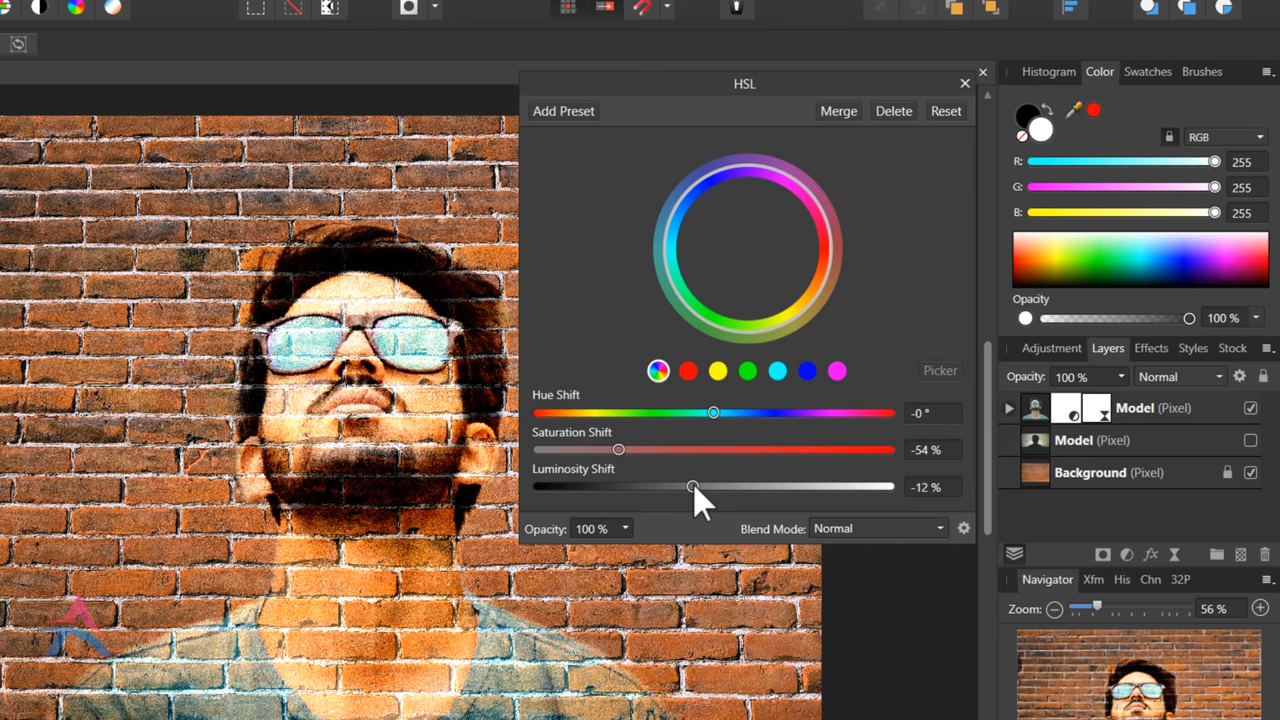 HSL
Add Preset
Merge
Delete
Reset
Picker
Hue Shift
-0 °
Saturation Shift
-54 %
Luminosity Shift
-12 %
Opacity: 100 %
Blend Mode: Normal
Histogram Color Swatches Brushes
RGB
R: 255
G: 255
B: 255
Opacity
100 %
Adjustment Layers Effects Styles Stock
Opacity: 100 % Normal
Model (Pixel)
Model (Pixel)
Background (Pixel)
Navigator Xfm His Chn 32P
Zoom: 56 %